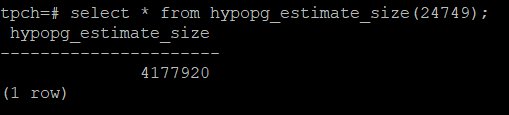 tpch=# select * from hypopg_estimate_size(24749);
 hypopg_estimate_size
----------------------
              4177920
(1 row)